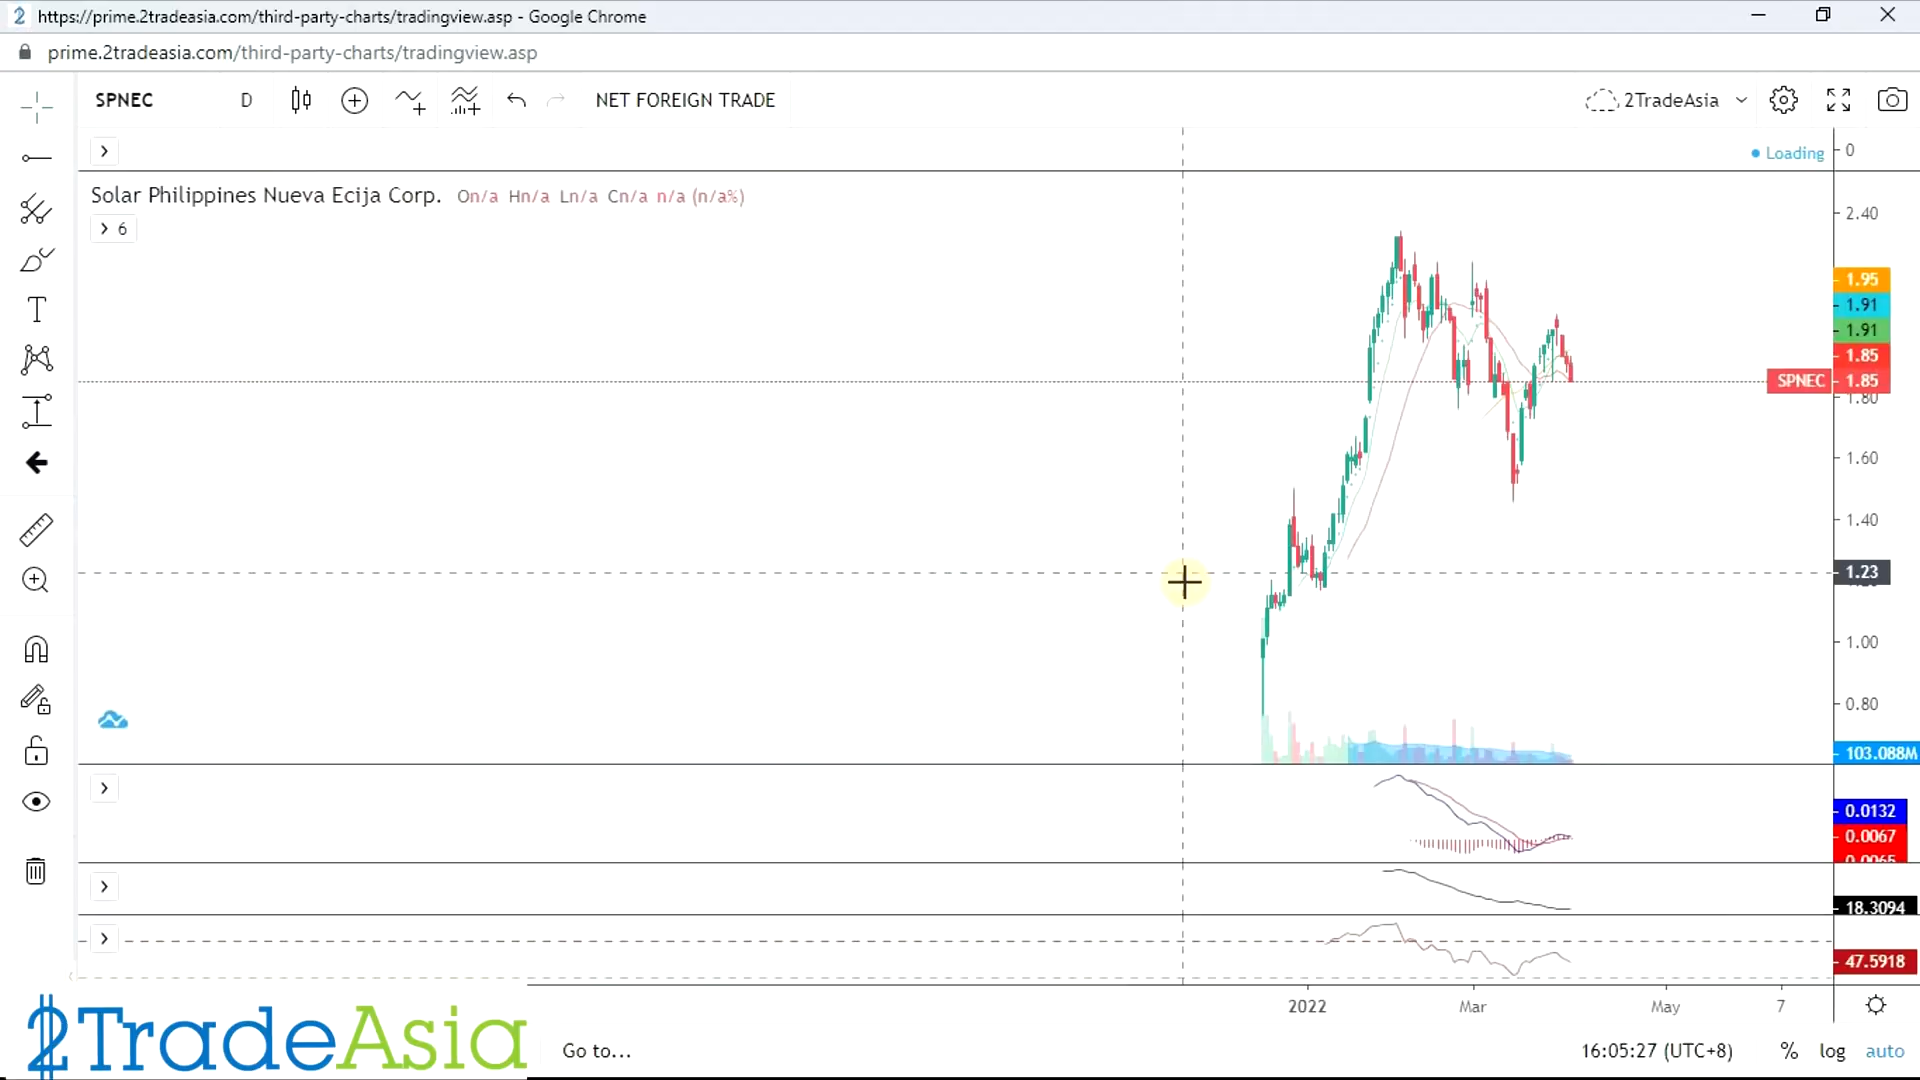 https://prime.2tradeasia.com/third-party-charts/tradingview.asp - Google Chrome
prime.2tradeasia.com/third-party-charts/tradingview.asp
SPNEC D NET FOREIGN TRADE 2TradeAsia
Loading 0
Solar Philippines Nueva Ecija Corp. On/a Hn/a Ln/a Cn/a n/a (n/a%)
6
2.40
1.95
1.91
1.91
1.85
SPNEC 1.85
1.80
1.60
1.40
1.23
1.00
0.80
103.088M
0.0132
0.0067
0.0065
18.3094
47.5918
2022 Mar May 7
2TradeAsia
Go to... 16:05:27 (UTC+8) % log auto